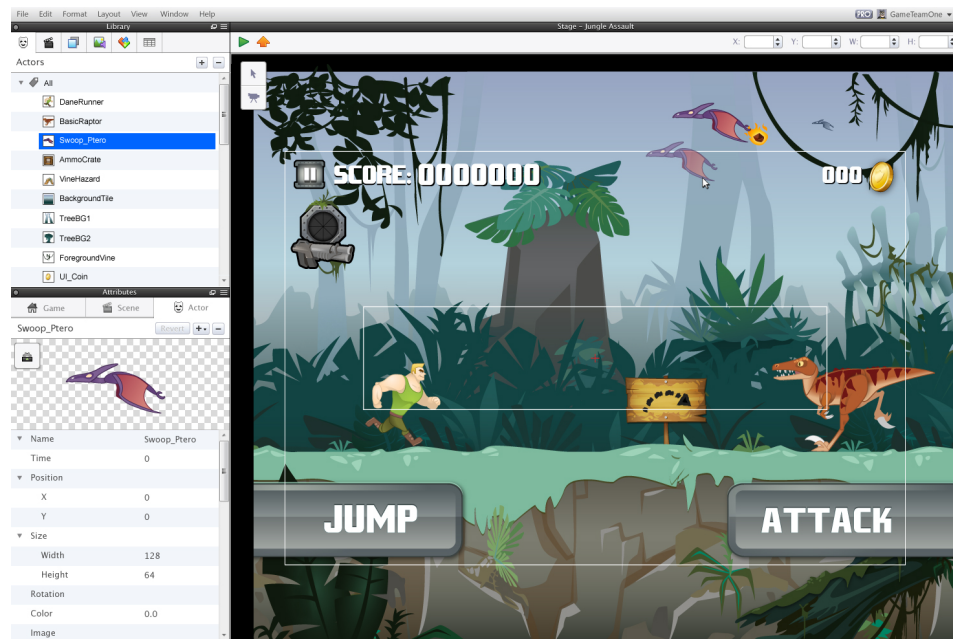 File Edit Format Layout View Window Help
PRO GameTeamOne
Library
Stage – Jungle Assault
X: Y: W: H:
Actors
All
DaneRunner
BasicRaptor
Swoop_Ptero
AmmoCrate
VineHazard
BackgroundTile
TreeBG1
TreeBG2
ForegroundVine
UI_Coin
Attributes
Game Scene Actor
Swoop_Ptero Revert
Name Swoop_Ptero
Time 0
Position
X 0
Y 0
Size
Width 128
Height 64
Rotation
Color 0.0
Image
SCORE: 0000000
000
JUMP
ATTACK